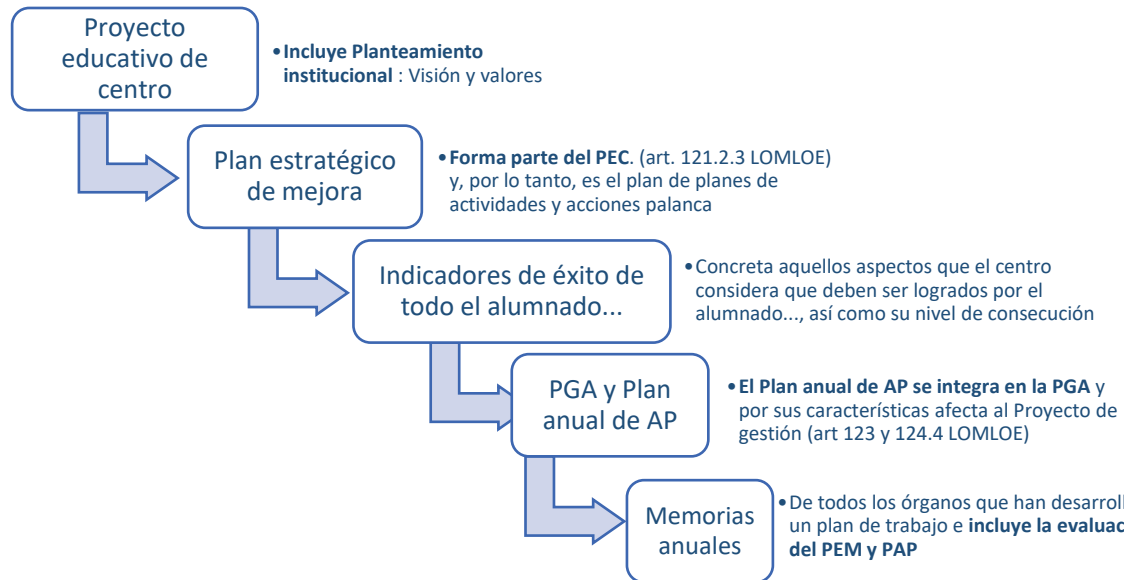 Proyecto
educativo de
centro
•Incluye Planteamiento
institucional : Visión y valores
Plan estratégico
de mejora
•Forma parte del PEC. (art. 121.2.3 LOMLOE)
y, por lo tanto, es el plan de planes de
actividades y acciones palanca
Indicadores de éxito de
todo el alumnado...
•Concreta aquellos aspectos que el centro
considera que deben ser logrados por el
alumnado..., así como su nivel de consecución
PGA y Plan
anual de AP
•El Plan anual de AP se integra en la PGA y
por sus características afecta al Proyecto de
gestión (art 123 y 124.4 LOMLOE)
Memorias
anuales
•De todos los órganos que han
un plan de trabajo e incluye la
del PEM y PAP